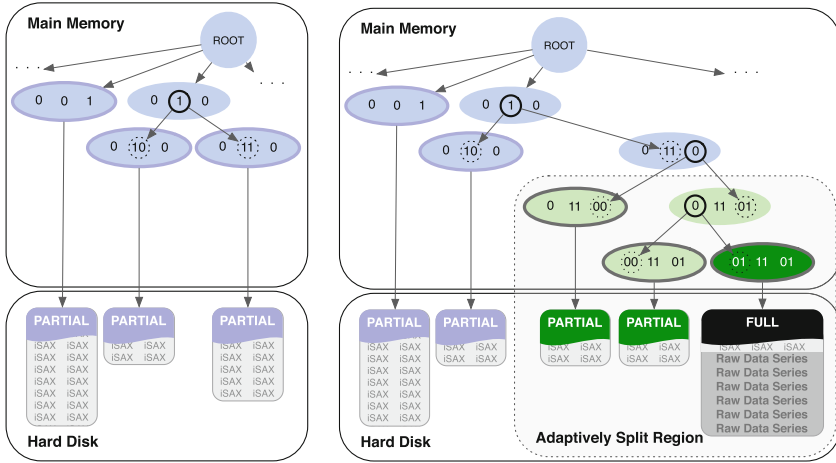 Main Memory
ROOT
. . .
. . .
0 0 1
0 1 0
0 10 0
0 11 0
PARTIAL
iSAX iSAX
iSAX iSAX
iSAX iSAX
iSAX iSAX
iSAX iSAX
iSAX iSAX
iSAX iSAX
PARTIAL
iSAX iSAX
iSAX iSAX
PARTIAL
iSAX iSAX
iSAX iSAX
iSAX iSAX
iSAX iSAX
iSAX iSAX
Hard Disk
Main Memory
ROOT
. . .
. . .
0 0 1
0 1 0
0 10 0
0 11 0
0 11 00
0 11 01
00 11 01
01 11 01
PARTIAL
iSAX iSAX
iSAX iSAX
iSAX iSAX
iSAX iSAX
iSAX iSAX
iSAX iSAX
iSAX iSAX
PARTIAL
iSAX iSAX
iSAX iSAX
PARTIAL
iSAX iSAX
iSAX iSAX
PARTIAL
iSAX iSAX
iSAX iSAX
FULL
iSAX iSAX iSAX
Raw Data Series
Raw Data Series
Raw Data Series
Raw Data Series
Raw Data Series
Raw Data Series
Hard Disk
Adaptively Split Region